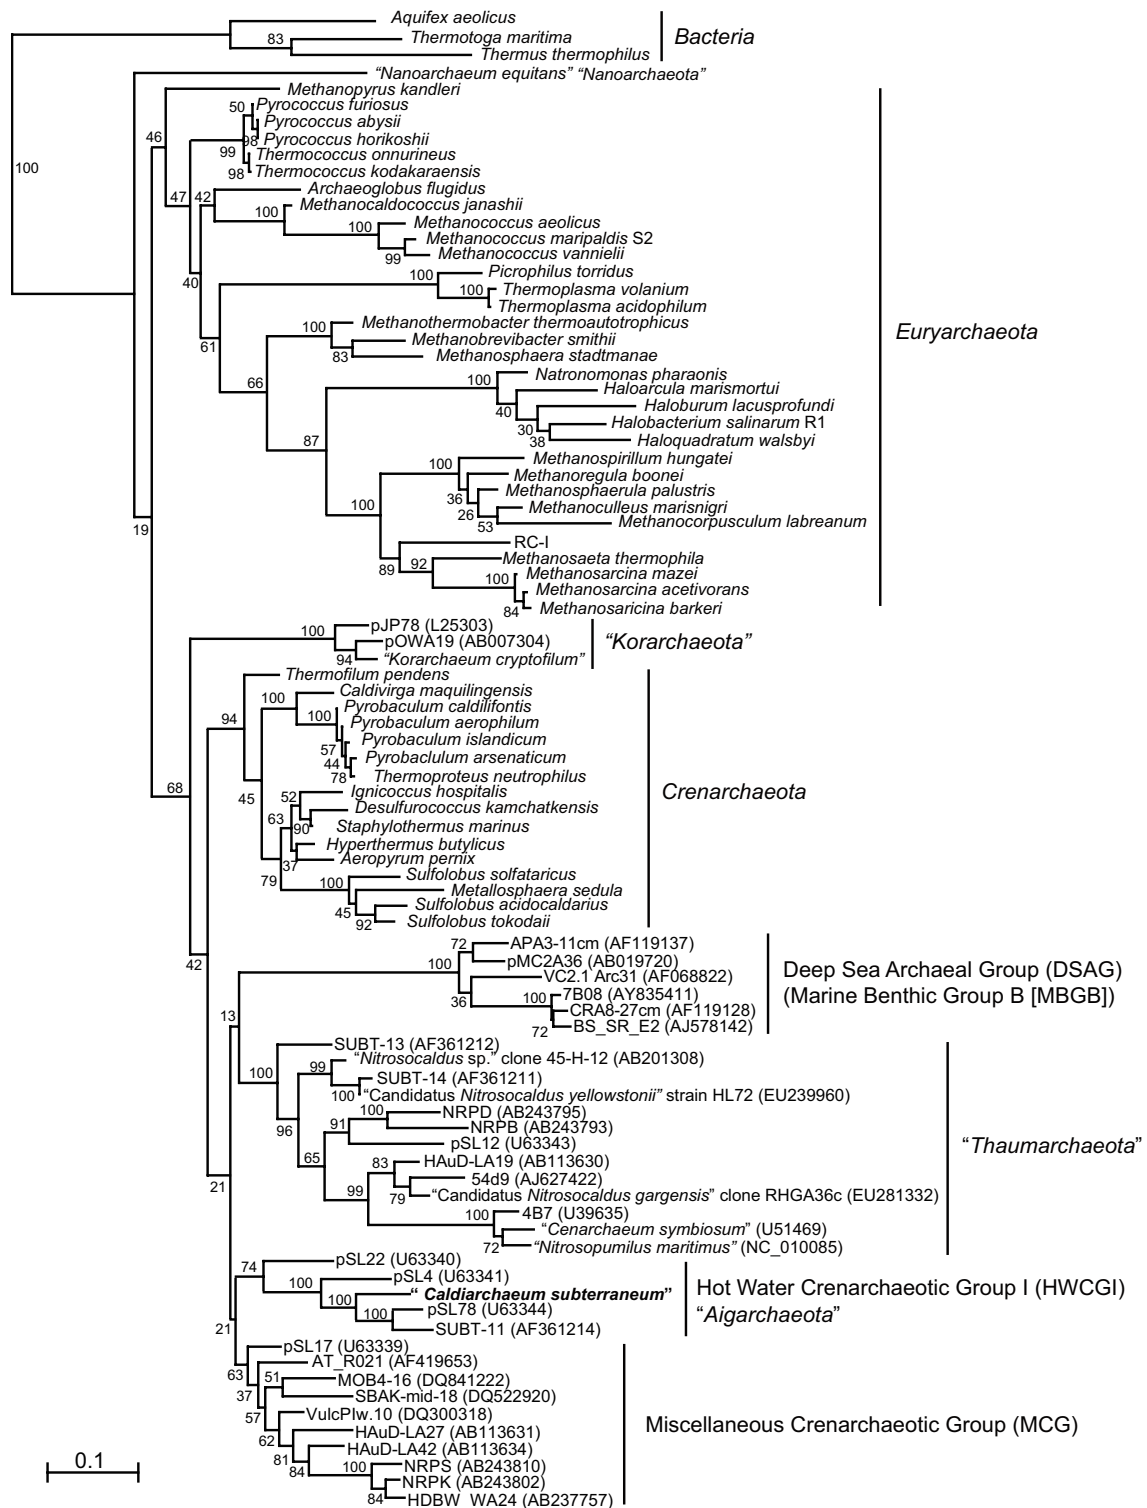 Aquifex aeolicus
83
Thermotoga maritima
Thermus thermophilus
Bacteria
"Nanoarchaeum equitans" "Nanoarchaeota"
100
Methanopyrus kandleri
46
50
Pyrococcus furiosus
Pyrococcus abysii
98
Pyrococcus horikoshii
99
Thermococcus onnurineus
98
Thermococcus kodakaraensis
47
42
Archaeoglobus flugidus
Methanocaldococcus janashii
100
100
Methanococcus aeolicus
Methanococcus maripaldis S2
99
Methanococcus vannielii
40
100
Picrophilus torridus
100
Thermoplasma volanium
Thermoplasma acidophilum
61
100
Methanothermobacter thermoautotrophicus
Methanobrevibacter smithii
83
Methanosphaera stadtmanae
66
100
Natronomonas pharaonis
Haloarcula marismortui
40
Haloburum lacusprofundi
30
Halobacterium salinarum R1
38
Haloquadratum walsbyi
87
100
Methanospirillum hungatei
Methanoregula boonei
36
Methanosphaerula palustris
26
Methanoculleus marisnigri
53
Methanocorpusculum labreanum
100
RC-I
89
92
Methanosaeta thermophila
100
Methanosarcina mazei
Methanosarcina acetivorans
84
Methanosaricina barkeri
Euryarchaeota
19
100
pJP78 (L25303)
pOWA19 (AB007304)
94
"Korarchaeum cryptofilum"
"Korarchaeota"
68
Thermofilum pendens
94
100
Caldivirga maquilingensis
100
Pyrobaculum caldilifontis
Pyrobaculum aerophilum
57
Pyrobaculum islandicum
44
Pyrobaclulum arsenaticum
78
Thermoproteus neutrophilus
45
52
Ignicoccus hospitalis
Desulfurococcus kamchatkensis
90
Staphylothermus marinus
63
Hyperthermus butylicus
37
Aeropyrum pernix
79
100
Sulfolobus solfataricus
Metallosphaera sedula
45
Sulfolobus acidocaldarius
92
Sulfolobus tokodaii
Crenarchaeota
42
72
APA3-11cm (AF119137)
pMC2A36 (AB019720)
100
VC2.1 Arc31 (AF068822)
36
100
7B08 (AY835411)
CRA8-27cm (AF119128)
72
BS_SR_E2 (AJ578142)
Deep Sea Archaeal Group (DSAG)
(Marine Benthic Group B [MBGB])
13
SUBT-13 (AF361212)
100
99
"Nitrosocaldus sp." clone 45-H-12 (AB201308)
SUBT-14 (AF361211)
100
"Candidatus Nitrosocaldus yellowstonii" strain HL72 (EU239960)
96
100
NRPD (AB243795)
91
NRPB (AB243793)
pSL12 (U63343)
65
83
HAuD-LA19 (AB113630)
54d9 (AJ627422)
79
"Candidatus Nitrosocaldus gargensis" clone RHGA36c (EU281332)
99
100
4B7 (U39635)
"Cenarchaeum symbiosum" (U51469)
72
"Nitrosopumilus maritimus" (NC_010085)
"Thaumarchaeota"
21
74
pSL22 (U63340)
100
pSL4 (U63341)
100
" Caldiarchaeum subterraneum"
100
pSL78 (U63344)
SUBT-11 (AF361214)
Hot Water Crenarchaeotic Group I (HWCGI)
"Aigarchaeota"
21
pSL17 (U63339)
63
AT_R021 (AF419653)
37
51
MOB4-16 (DQ841222)
SBAK-mid-18 (DQ522920)
57
VulcPIw.10 (DQ300318)
62
HAuD-LA27 (AB113631)
81
HAuD-LA42 (AB113634)
84
100
NRPS (AB243810)
NRPK (AB243802)
84
HDBW_WA24 (AB237757)
Miscellaneous Crenarchaeotic Group (MCG)
0.1